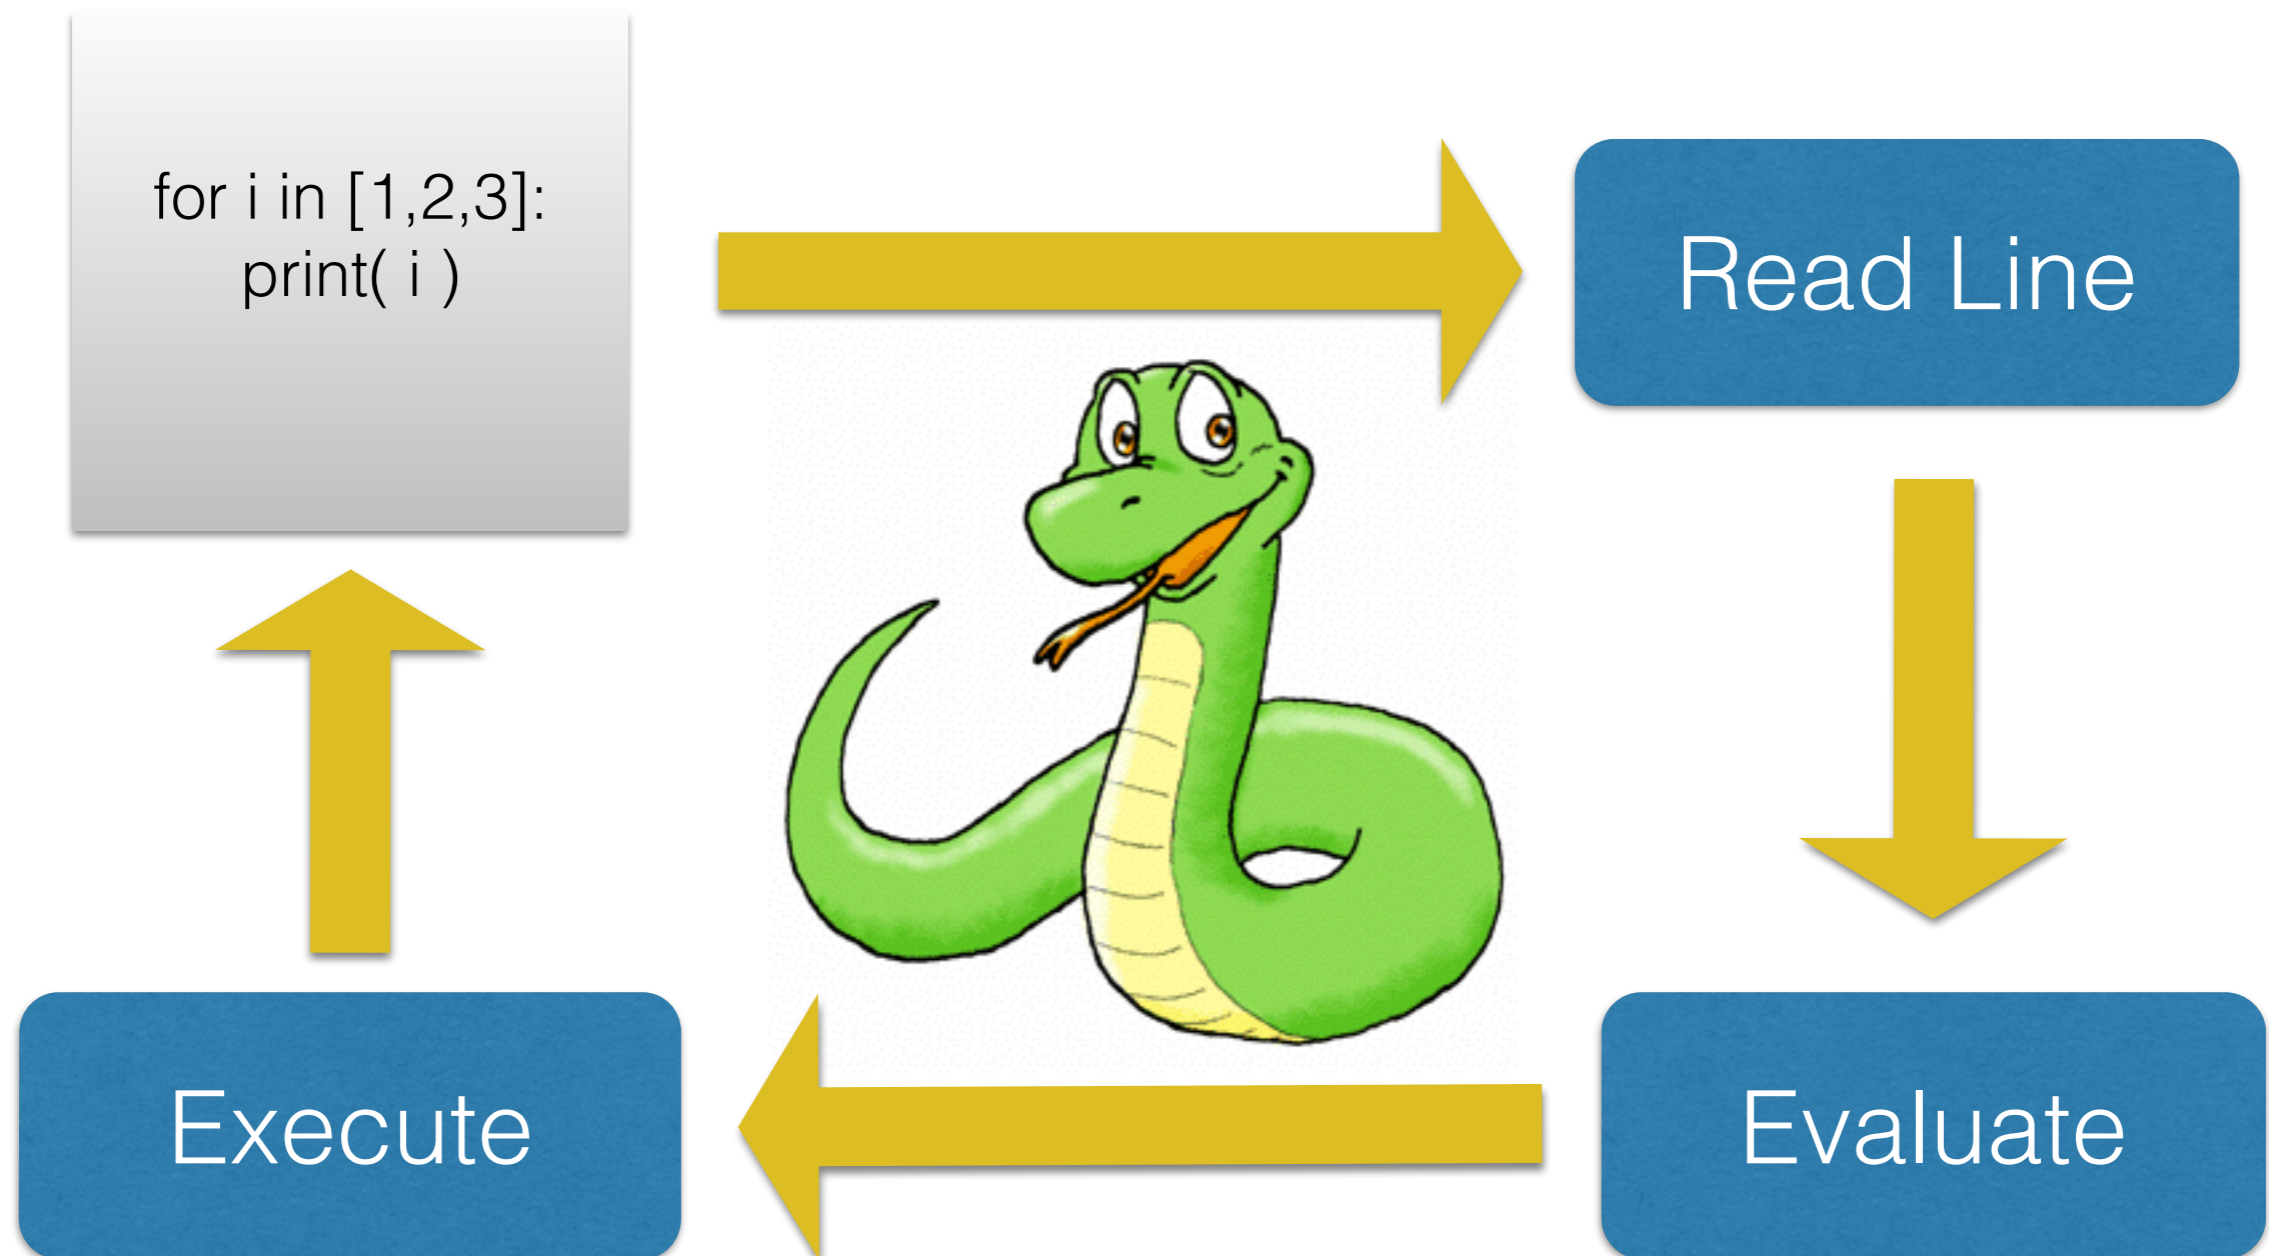 for i in [1,2,3]:
print( i )
Read Line
Execute
Evaluate